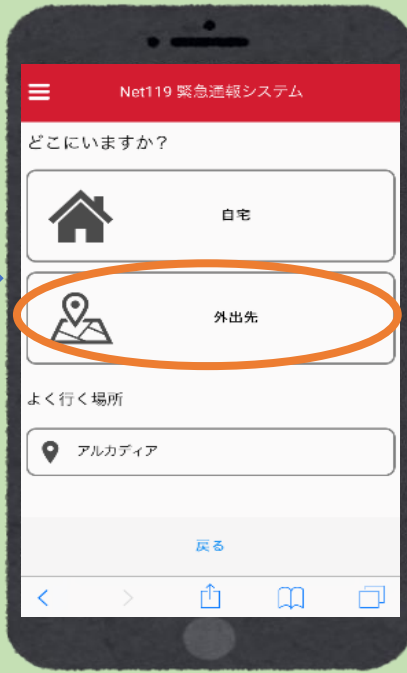 Net119 緊急通報システム
どこにいますか？
自宅
外出先
よく行く場所
アルカディア
戻る